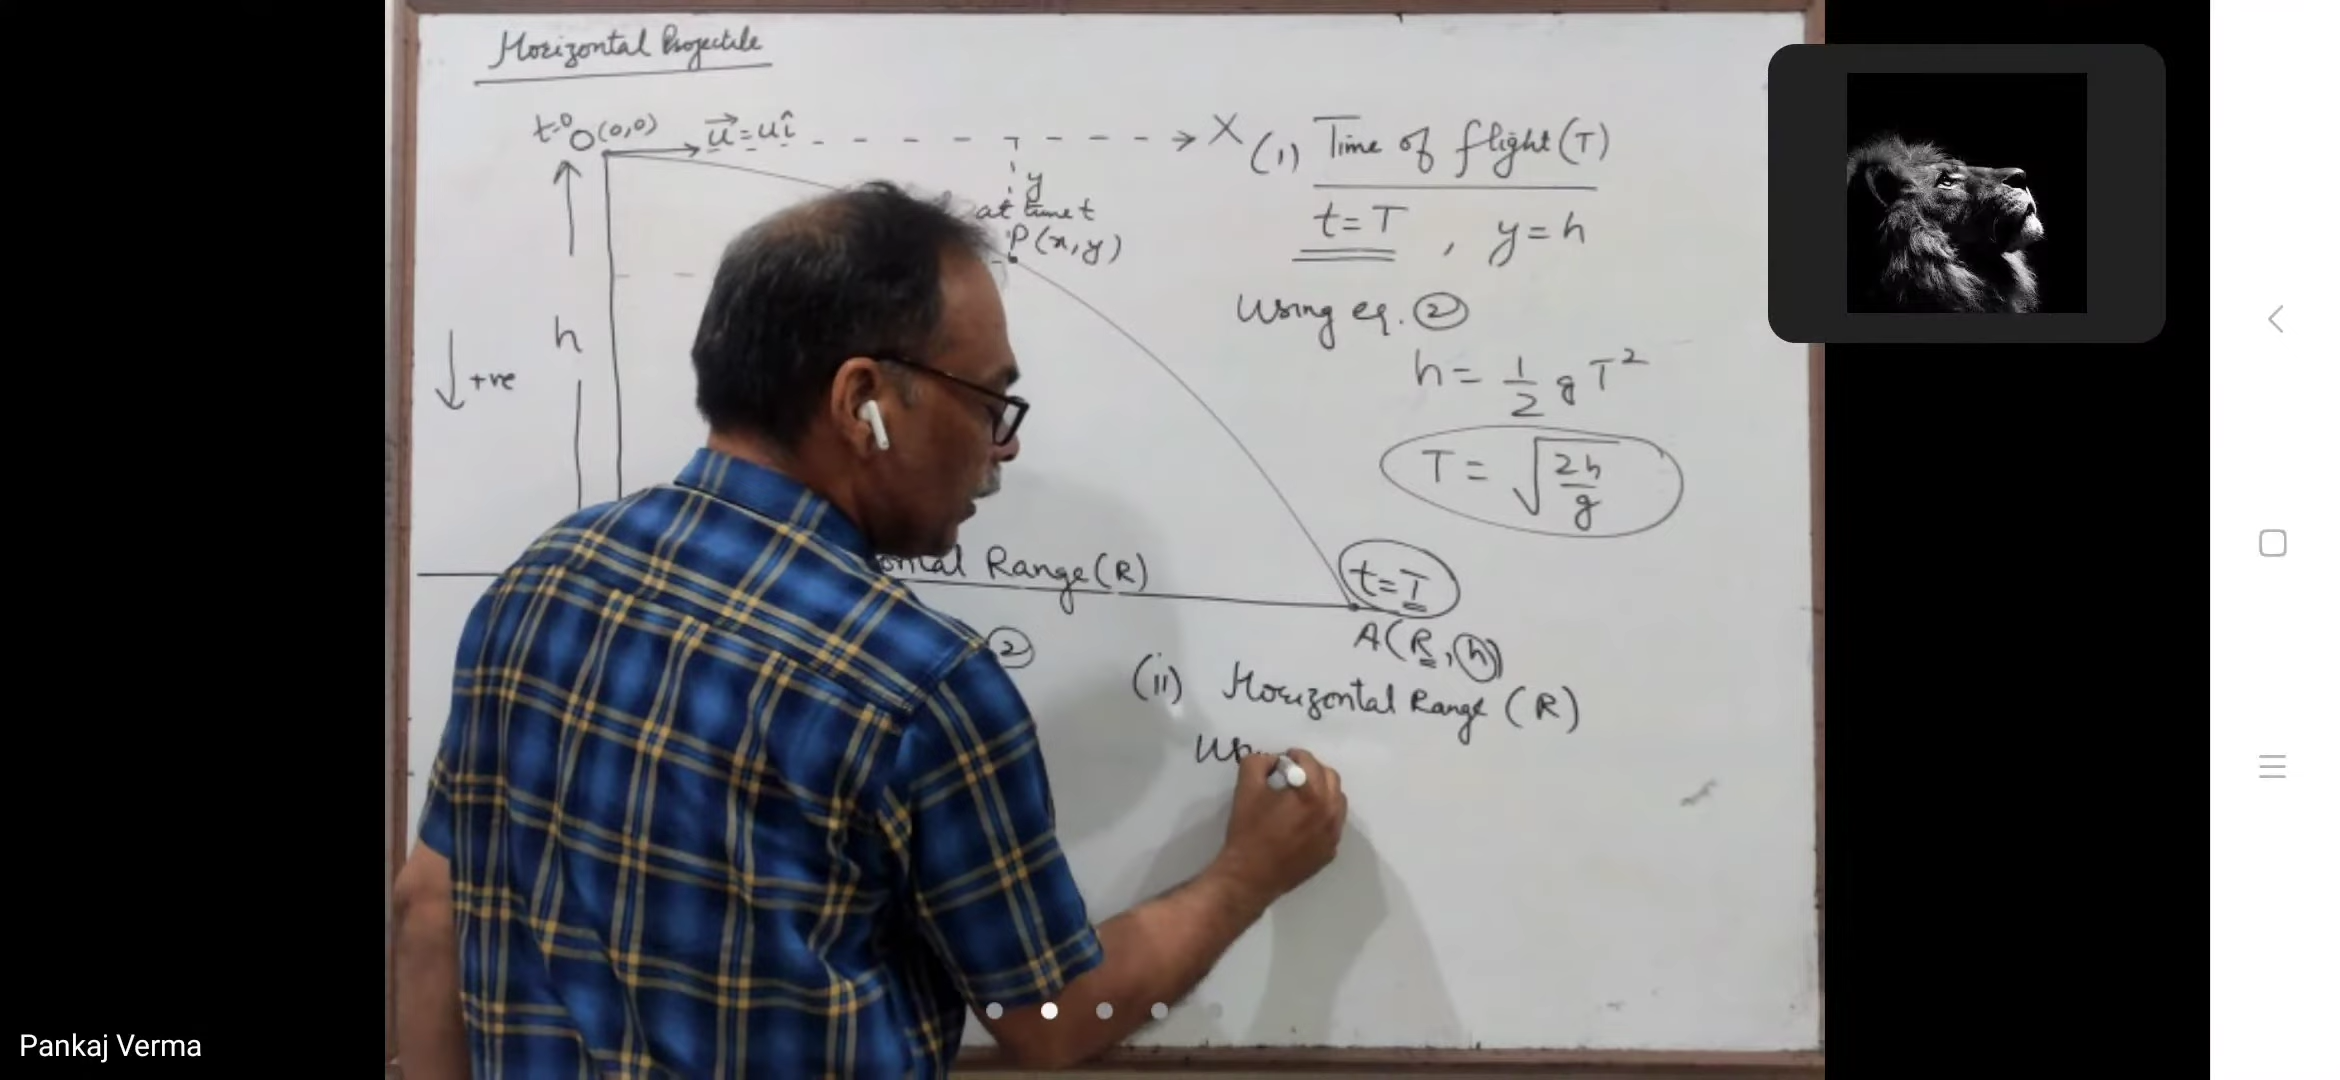 Horizontal Projectile
t=0 O(0,0) u⃗ = uî X
y
at time t
P(x,y)
h
↓ +ve
(i) Time of flight (T)
t=T , y=h
Using eq. ②
h = 1/2 g T²
T = √(2h/g)
Range (R)
t=T
A(R, h)
②
(ii) Horizontal Range (R)
Pankaj Verma